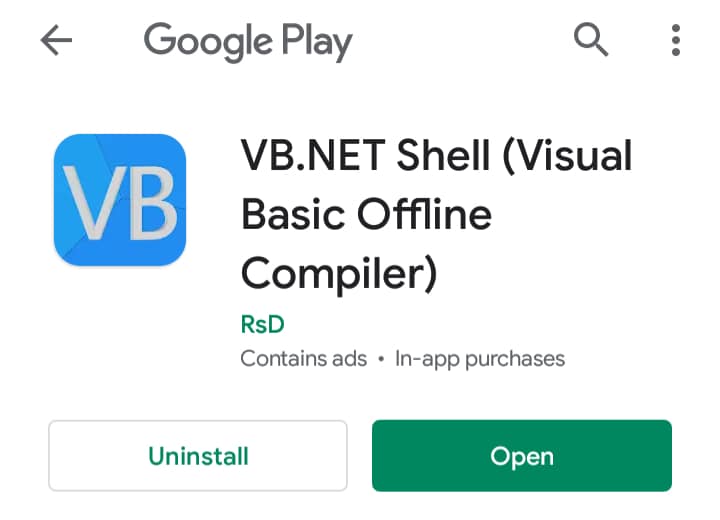 Google Play
VB
VB.NET Shell (Visual
Basic Offline
Compiler)
RsD
Contains ads • In-app purchases
Uninstall
Open